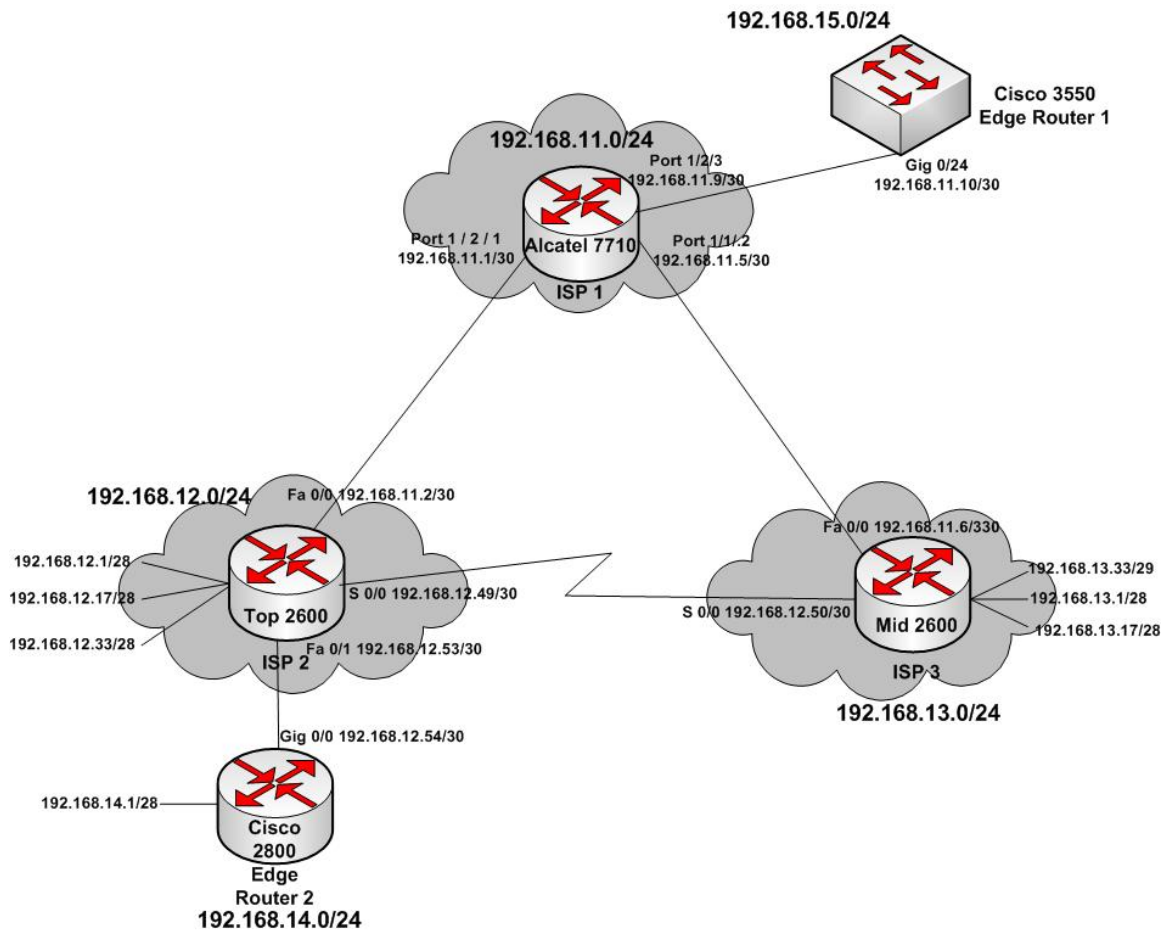 192.168.15.0/24
Cisco 3550
Edge Router 1
192.168.11.0/24
Port 1/2/3
192.168.11.9/30
Gig 0/24
192.168.11.10/30
Port 1 / 2 / 1
192.168.11.1/30
Alcatel 7710
Port 1/1/.2
192.168.11.5/30
ISP 1
192.168.12.0/24
Fa 0/0 192.168.11.2/30
Fa 0/0 192.168.11.6/330
192.168.12.1/28
192.168.12.17/28
192.168.12.33/28
Top 2600
S 0/0 192.168.12.49/30
S 0/0 192.168.12.50/30
Mid 2600
192.168.13.33/29
192.168.13.1/28
192.168.13.17/28
Fa 0/1 192.168.12.53/30
ISP 2
ISP 3
192.168.13.0/24
Gig 0/0 192.168.12.54/30
192.168.14.1/28
Cisco
2800
Edge
Router 2
192.168.14.0/24